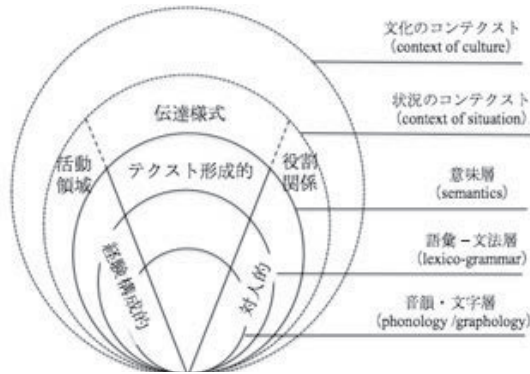 文化のコンテクスト
(context of culture)
状況のコンテクスト
(context of situation)
意味層
(semantics)
語彙－文法層
(lexico-grammar)
音韻・文字層
(phonology /graphology)
伝達様式
活動
領域
テクスト形成的
役割
関係
経験構成的
対人的